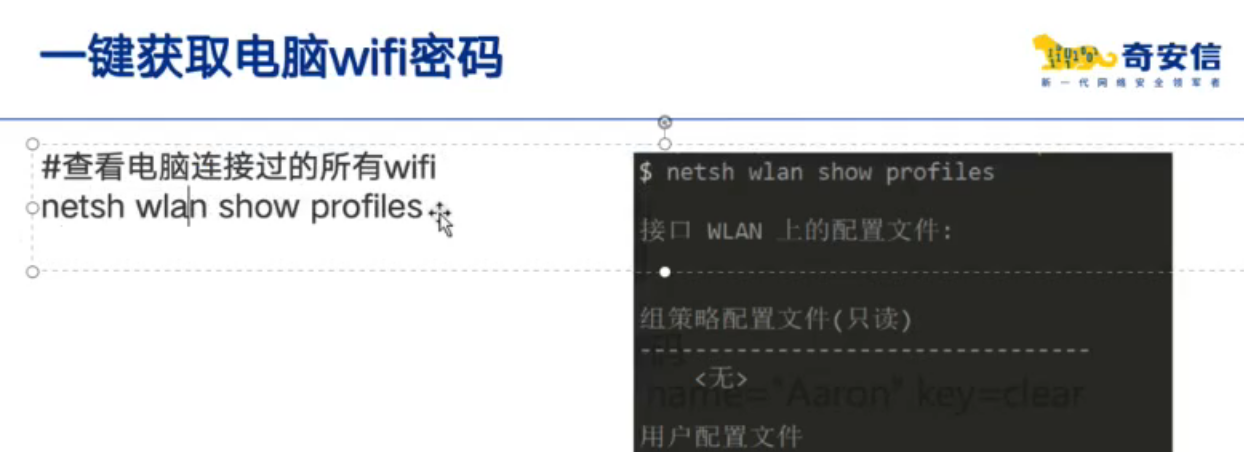 一键获取电脑wifi密码
奇安信
新一代网络安全领军者
#查看电脑连接过的所有wifi
netsh wlan show profiles
$ netsh wlan show profiles
接口 WLAN 上的配置文件:
组策略配置文件(只读)
---------------------------------
<无>
码
name="Aaron" key=clear
用户配置文件